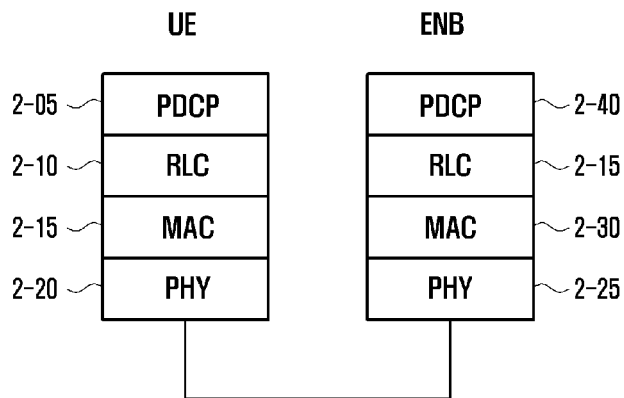 UE ENB
2-05 PDCP PDCP 2-40
2-10 RLC RLC 2-15
2-15 MAC MAC 2-30
2-20 PHY PHY 2-25